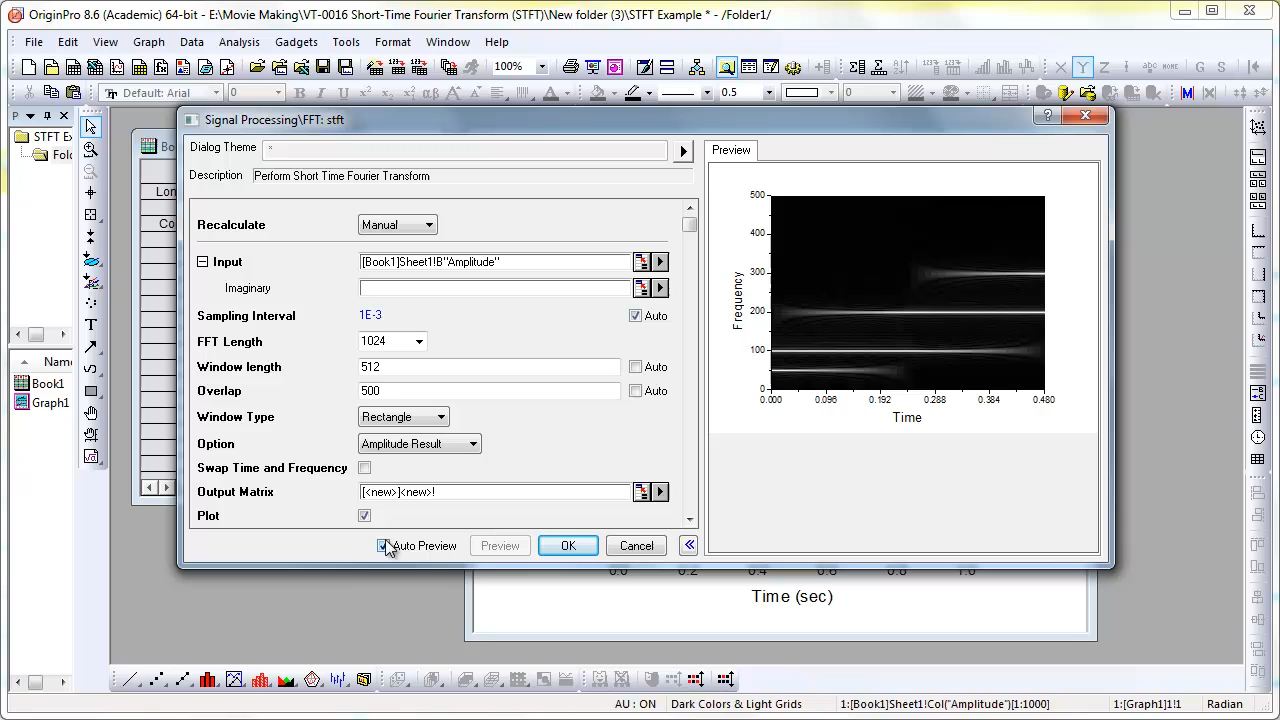 OriginPro 8.6 (Academic) 64-bit - E:\Movie Making\VT-0016 Short-Time Fourier Transform (STFT)\New folder (3)\STFT Example * - /Folder1/
File Edit View Graph Data Analysis Gadgets Tools Format Window Help
100%
Default: Arial 0 B I U 0.5 0
P
STFT Ex
Fol
Name
Book1
Graph1
Bo
Lon
Co
Signal Processing\FFT: stft
Dialog Theme *
Description Perform Short Time Fourier Transform
Recalculate Manual
Input [Book1]Sheet1!B"Amplitude"
Imaginary
Sampling Interval 1E-3 Auto
FFT Length 1024
Window length 512 Auto
Overlap 500 Auto
Window Type Rectangle
Option Amplitude Result
Swap Time and Frequency
Output Matrix [<new>]<new>!
Plot
Auto Preview Preview OK Cancel
Preview
500
400
300
200
100
0
Frequency
0.000 0.096 0.192 0.288 0.384 0.480
Time
0.0 0.2 0.4 0.6 0.8 1.0
Time (sec)
AU : ON Dark Colors & Light Grids 1:[Book1]Sheet1!Col("Amplitude")[1:1000] 1:[Graph1]1!1 Radian